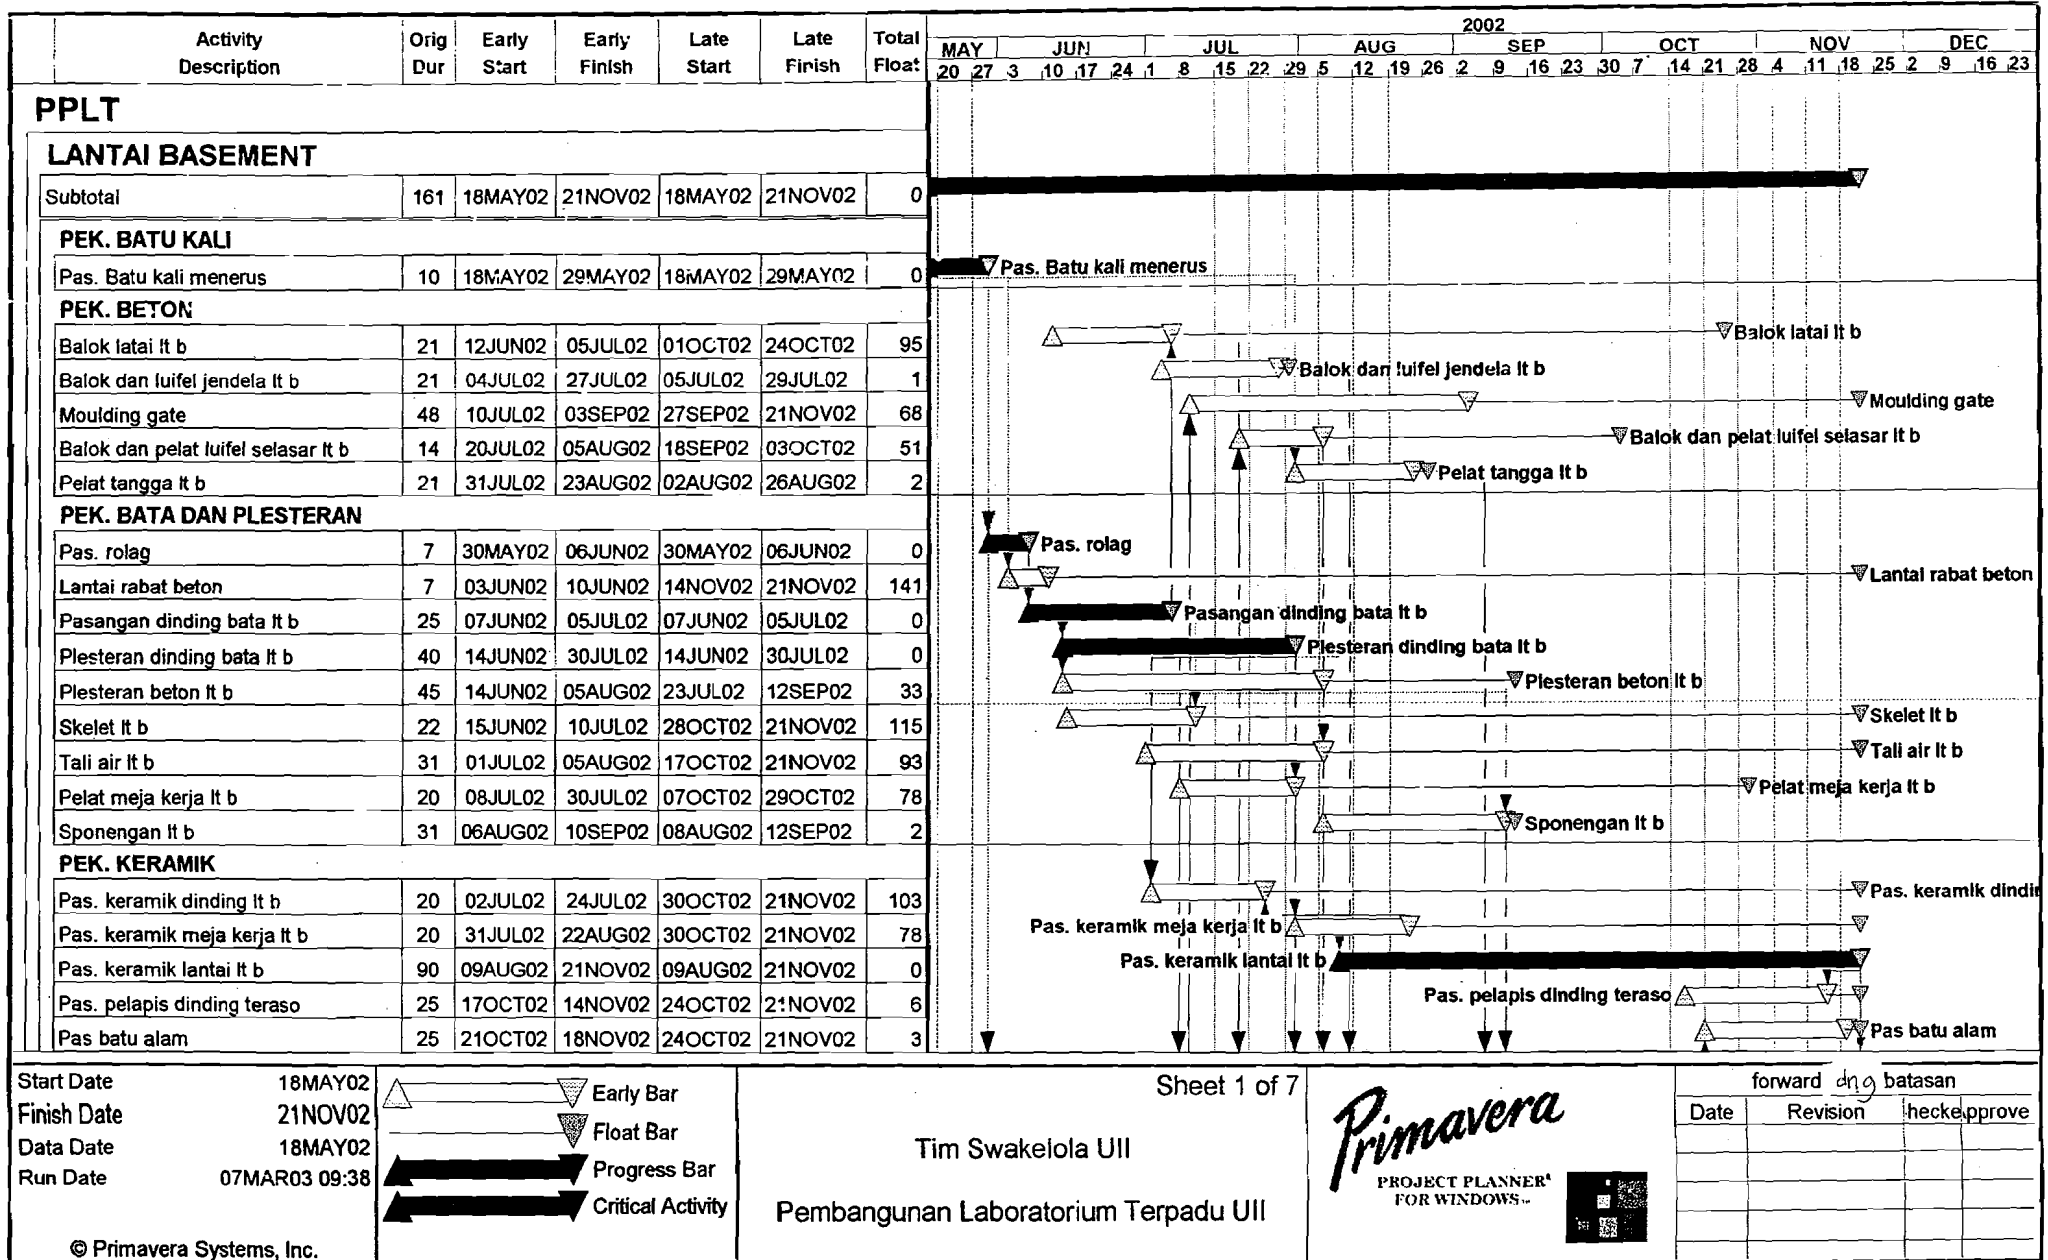 2002
Activity Description Orig Dur Early Start Early Finish Late Start Late Finish Total Float
MAY JUN JUL AUG SEP OCT NOV DEC
20 27 3 10 17 24 1 8 15 22 29 5 12 19 26 2 9 16 23 30 7 14 21 28 4 11 18 25 2 9 16 23
PPLT
LANTAI BASEMENT
Subtotal 161 18MAY02 21NOV02 18MAY02 21NOV02 0
PEK. BATU KALI
Pas. Batu kali menerus 10 18MAY02 29MAY02 18MAY02 29MAY02 0 Pas. Batu kali menerus
PEK. BETON
Balok latai lt b 21 12JUN02 05JUL02 01OCT02 24OCT02 95 Balok latai lt b
Balok dan luifel jendela lt b 21 04JUL02 27JUL02 05JUL02 29JUL02 1 Balok dan luifel jendela lt b
Moulding gate 48 10JUL02 03SEP02 27SEP02 21NOV02 68 Moulding gate
Balok dan pelat luifel selasar lt b 14 20JUL02 05AUG02 18SEP02 03OCT02 51 Balok dan pelat luifel selasar lt b
Pelat tangga lt b 21 31JUL02 23AUG02 02AUG02 26AUG02 2 Pelat tangga lt b
PEK. BATA DAN PLESTERAN
Pas. rolag 7 30MAY02 06JUN02 30MAY02 06JUN02 0 Pas. rolag
Lantai rabat beton 7 03JUN02 10JUN02 14NOV02 21NOV02 141 Lantai rabat beton
Pasangan dinding bata lt b 25 07JUN02 05JUL02 07JUN02 05JUL02 0 Pasangan dinding bata lt b
Plesteran dinding bata lt b 40 14JUN02 30JUL02 14JUN02 30JUL02 0 Plesteran dinding bata lt b
Plesteran beton lt b 45 14JUN02 05AUG02 23JUL02 12SEP02 33 Plesteran beton lt b
Skelet lt b 22 15JUN02 10JUL02 28OCT02 21NOV02 115 Skelet lt b
Tali air lt b 31 01JUL02 05AUG02 17OCT02 21NOV02 93 Tali air lt b
Pelat meja kerja lt b 20 08JUL02 30JUL02 07OCT02 29OCT02 78 Pelat meja kerja lt b
Sponengan lt b 31 06AUG02 10SEP02 08AUG02 12SEP02 2 Sponengan lt b
PEK. KERAMIK
Pas. keramik dinding lt b 20 02JUL02 24JUL02 30OCT02 21NOV02 103 Pas. keramik dindin
Pas. keramik meja kerja lt b 20 31JUL02 22AUG02 30OCT02 21NOV02 78 Pas. keramik meja kerja lt b
Pas. keramik lantai lt b 90 09AUG02 21NOV02 09AUG02 21NOV02 0 Pas. keramik lantai lt b
Pas. pelapis dinding teraso 25 17OCT02 14NOV02 24OCT02 21NOV02 6 Pas. pelapis dinding teraso
Pas batu alam 25 21OCT02 18NOV02 24OCT02 21NOV02 3 Pas batu alam
Start Date 18MAY02
Finish Date 21NOV02
Data Date 18MAY02
Run Date 07MAR03 09:38
© Primavera Systems, Inc.
Early Bar
Float Bar
Progress Bar
Critical Activity
Sheet 1 of 7
Tim Swakelola UII
Pembangunan Laboratorium Terpadu UII
Primavera
PROJECT PLANNER®
FOR WINDOWS™
forward dng batasan
Date Revision hecke pprove